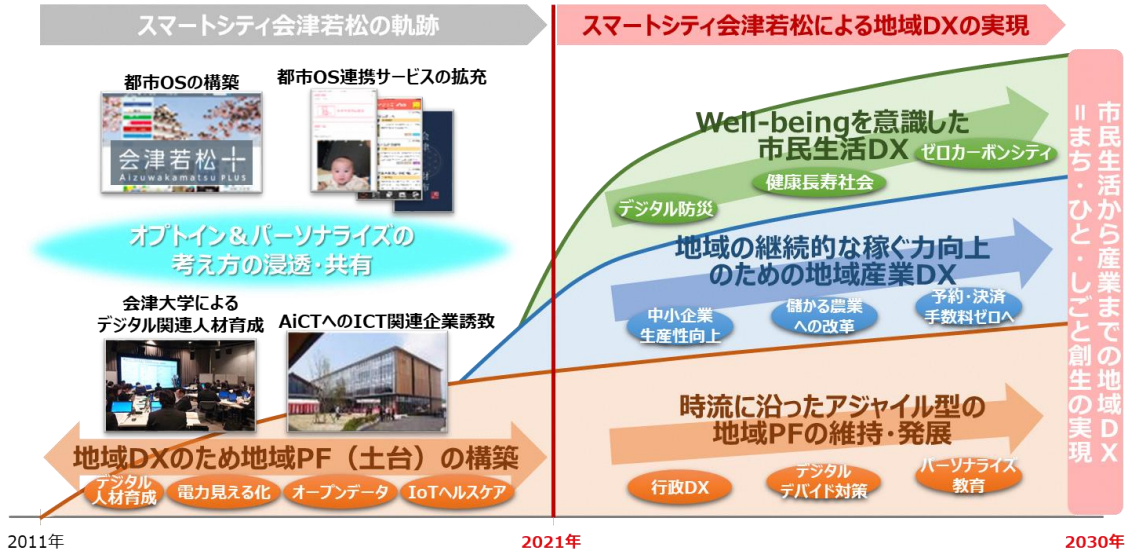 スマートシティ会津若松の軌跡
スマートシティ会津若松による地域DXの実現
都市OSの構築
都市OS連携サービスの拡充
会津若松＋
Aizuwakamatsu PLUS
オプトイン＆パーソナライズの
考え方の浸透・共有
会津大学による
デジタル関連人材育成
AiCTへのICT関連企業誘致
地域DXのため地域PF（土台）の構築
デジタル
人材育成
電力見える化
オープンデータ
IoTヘルスケア
Well-beingを意識した
市民生活DX
デジタル防災
健康長寿社会
ゼロカーボンシティ
地域の継続的な稼ぐ力向上
のための地域産業DX
中小企業
生産性向上
儲かる農業
への改革
予約・決済
手数料ゼロへ
時流に沿ったアジャイル型の
地域PFの維持・発展
行政DX
デジタル
デバイド対策
パーソナライズ
教育
市民生活から産業までの地域DX
＝まち・ひと・しごと創生の実現
2011年
2021年
2030年